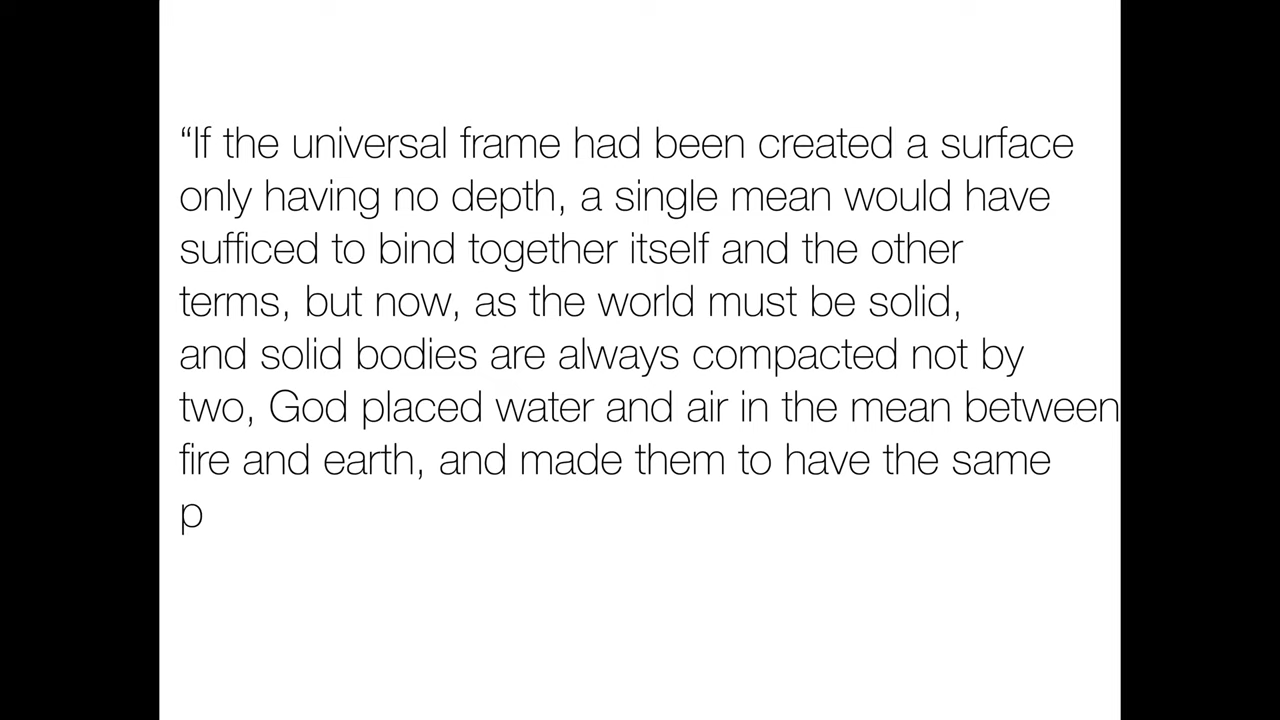 “If the universal frame had been created a surface
only having no depth, a single mean would have
sufficed to bind together itself and the other
terms, but now, as the world must be solid,
and solid bodies are always compacted not by
two, God placed water and air in the mean between
fire and earth, and made them to have the same
p